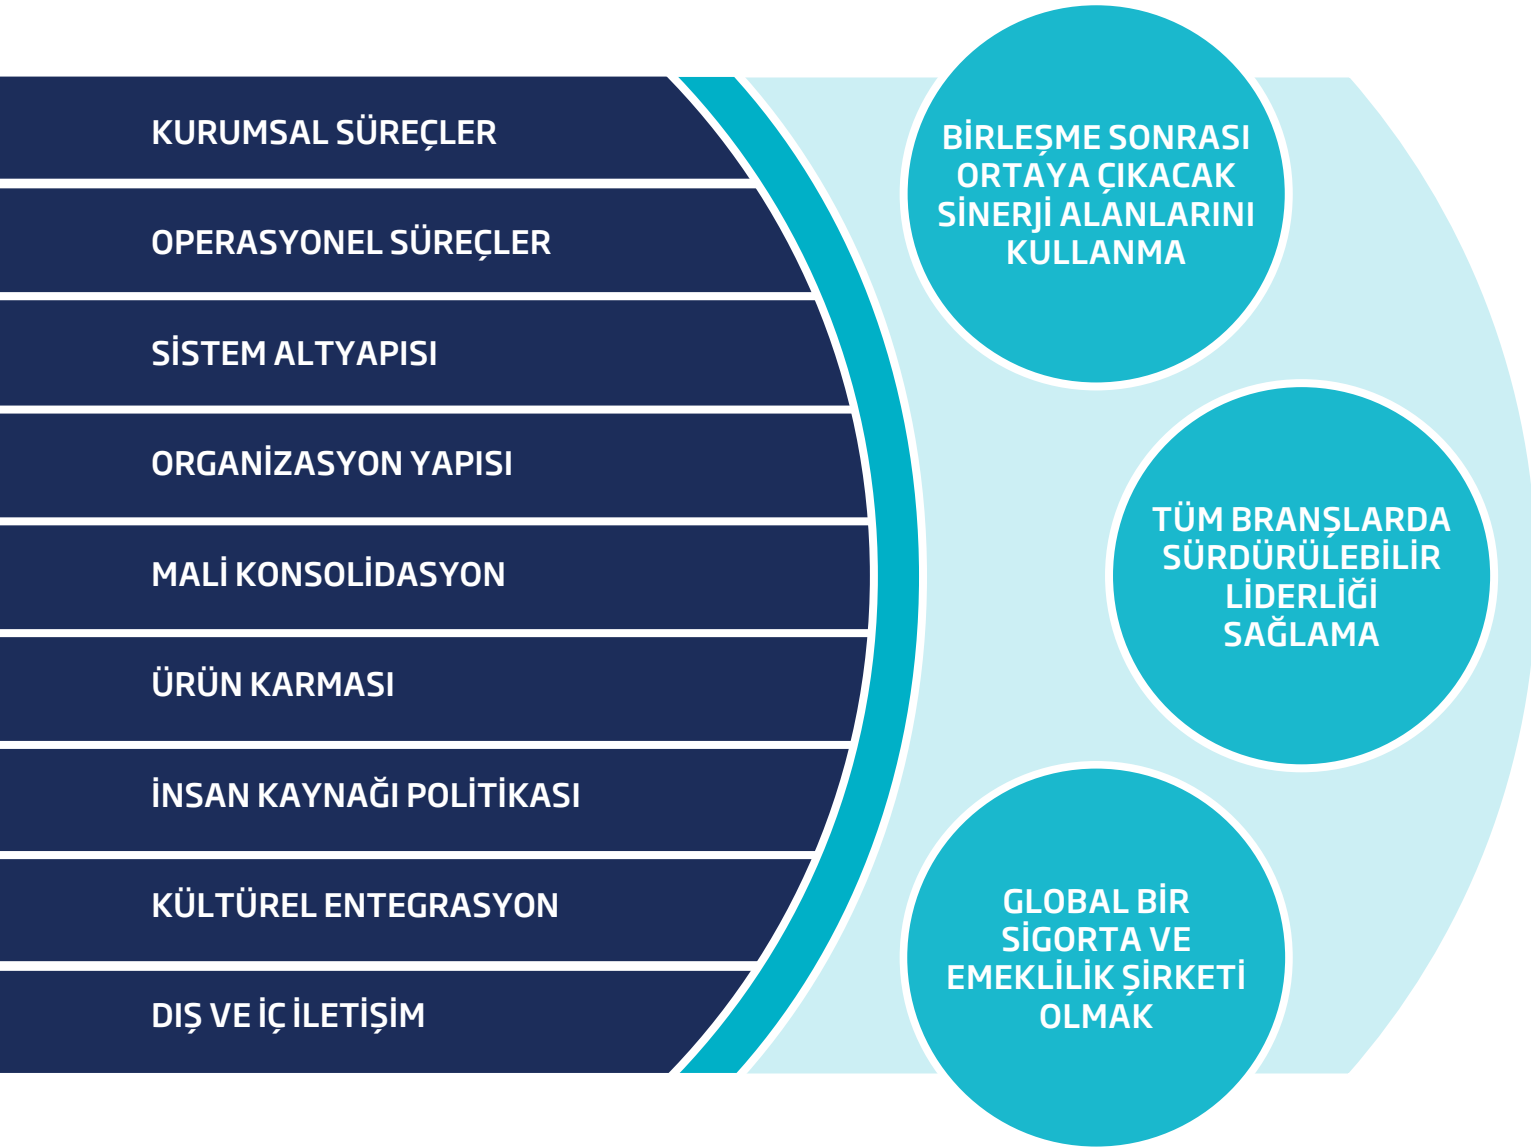 KURUMSAL SÜREÇLER
OPERASYONEL SÜREÇLER
SİSTEM ALTYAPISI
ORGANİZASYON YAPISI
MALİ KONSOLİDASYON
ÜRÜN KARMASI
İNSAN KAYNAĞI POLİTİKASI
KÜLTÜREL ENTEGRASYON
DIŞ VE İÇ İLETİŞİM
BİRLEŞME SONRASI
ORTAYA ÇIKACAK
SİNERJİ ALANLARINI
KULLANMA
TÜM BRANŞLARDA
SÜRDÜRÜLEBİLİR
LİDERLİĞİ
SAĞLAMA
GLOBAL BİR
SİGORTA VE
EMEKLİLİK ŞİRKETİ
OLMAK